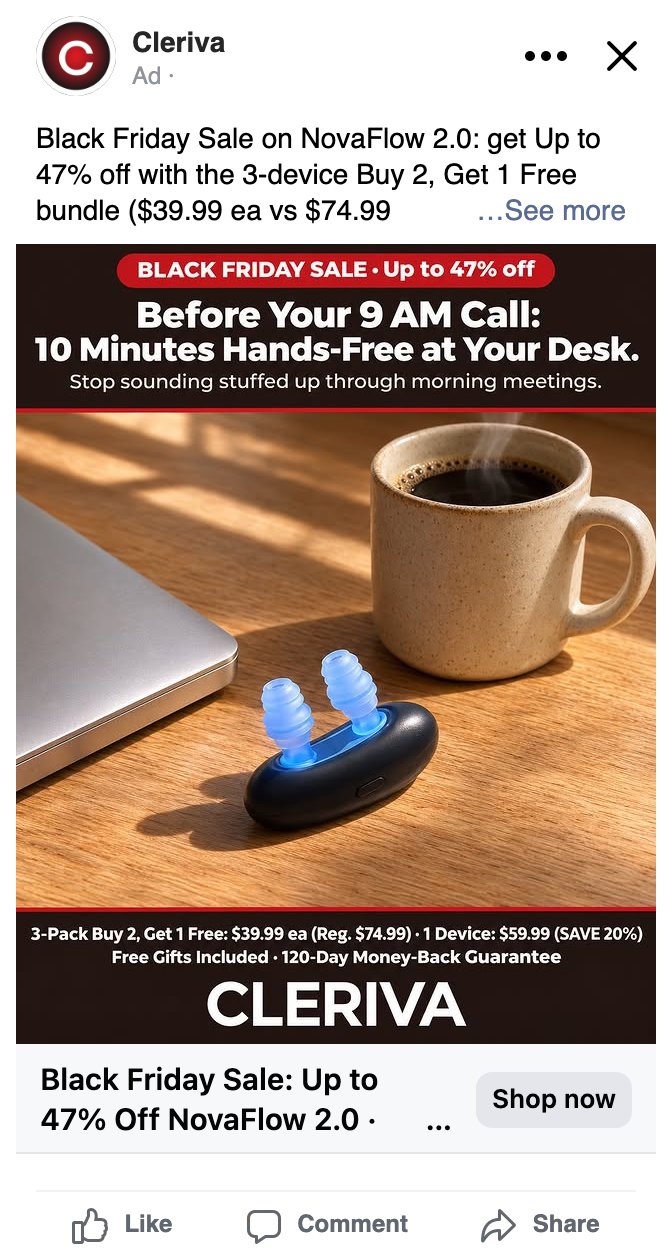 C
Cleriva
Ad ·
Black Friday Sale on NovaFlow 2.0: get Up to
47% off with the 3-device Buy 2, Get 1 Free
bundle ($39.99 ea vs $74.99 ...See more
BLACK FRIDAY SALE • Up to 47% off
Before Your 9 AM Call:
10 Minutes Hands-Free at Your Desk.
Stop sounding stuffed up through morning meetings.
3-Pack Buy 2, Get 1 Free: $39.99 ea (Reg. $74.99) · 1 Device: $59.99 (SAVE 20%)
Free Gifts Included · 120-Day Money-Back Guarantee
CLERIVA
Black Friday Sale: Up to
47% Off NovaFlow 2.0 · ...
Shop now
Like Comment Share